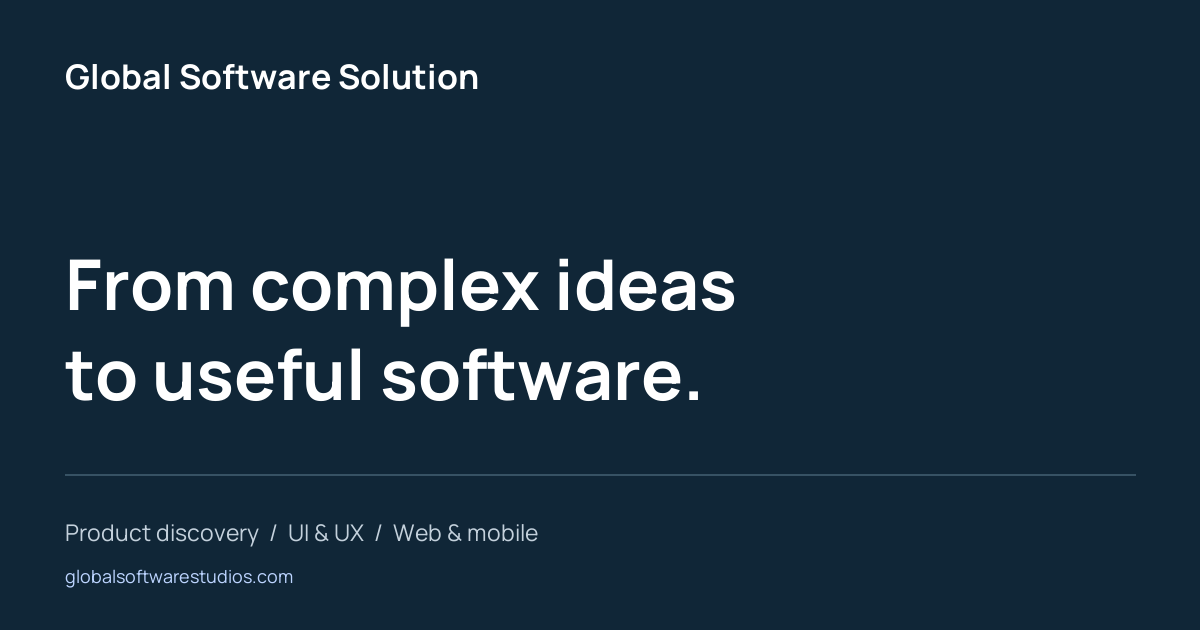 Global Software Solution
From complex ideas
to useful software.
Product discovery / UI & UX / Web & mobile
globalsoftwarestudios.com